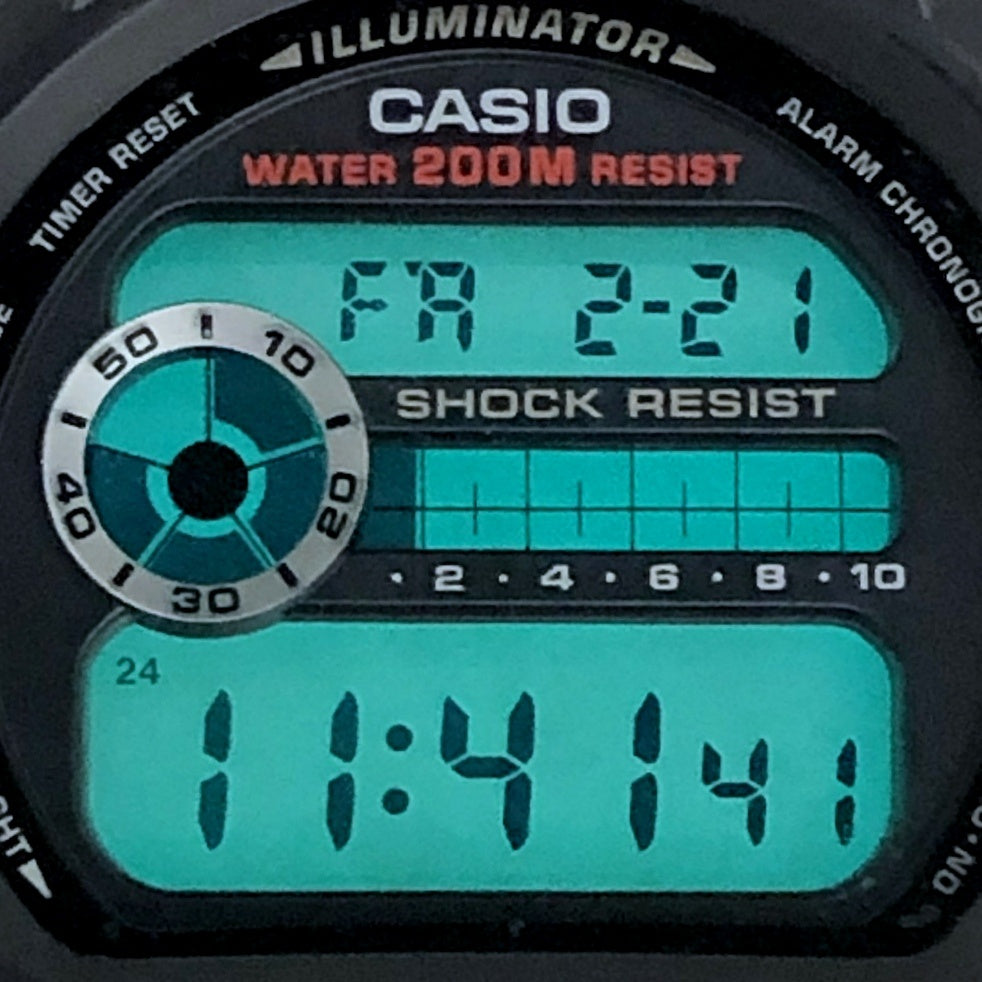 ILLUMINATOR
CASIO
WATER 200M RESIST
TIMER RESET
ALARM CHRONOG
FR 2-21
50 10
40 20
30
SHOCK RESIST
2 · 4 · 6 · 8 · 10
24
11:41 41